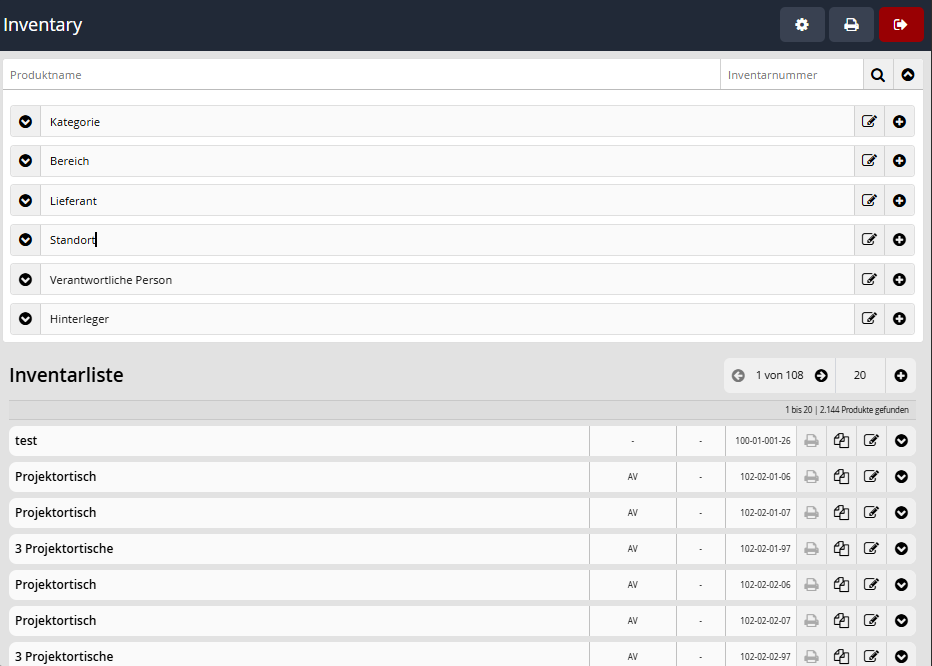 Inventary
Produktname Inventarnummer
Kategorie
Bereich
Lieferant
Standort
Verantwortliche Person
Hinterleger
Inventarliste 1 von 108 20
1 bis 20 | 2.144 Produkte gefunden
test - - 100-01-001-26
Projektortisch AV - 102-02-01-06
Projektortisch AV - 102-02-01-07
3 Projektortische AV - 102-02-01-97
Projektortisch AV - 102-02-02-06
Projektortisch AV - 102-02-02-07
3 Projektortische AV - 102-02-02-97